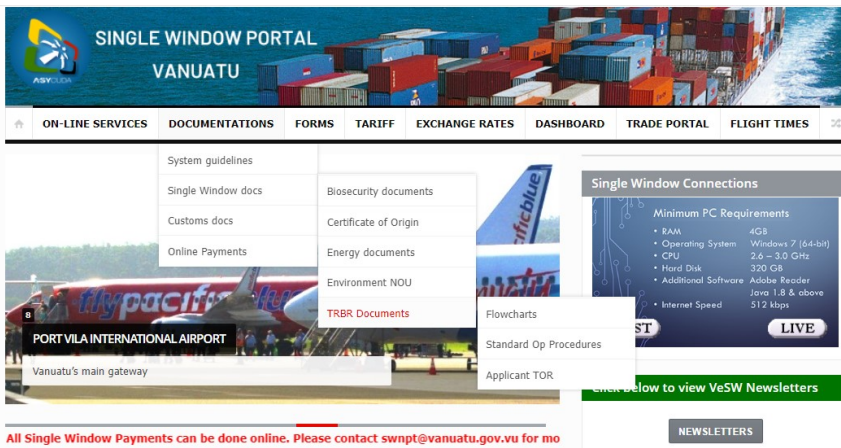 SINGLE WINDOW PORTAL
VANUATU
ASYCUDA
ON-LINE SERVICES DOCUMENTATIONS FORMS TARIFF EXCHANGE RATES DASHBOARD TRADE PORTAL FLIGHT TIMES
System guidelines
Single Window docs
Customs docs
Online Payments
Biosecurity documents
Certificate of Origin
Energy documents
Environment NOU
TRBR Documents
Flowcharts
Standard Op Procedures
Applicant TOR
flypacific
8
PORT VILA INTERNATIONAL AIRPORT
Vanuatu's main gateway
Single Window Connections
Minimum PC Requirements
• RAM 4GB
• Operating System Windows 7 (64-bit)
• CPU 2.6 – 3.0 GHz
• Hard Disk 320 GB
• Additional Software Adobe Reader
Java 1.8 & above
• Internet Speed 512 kbps
ST) LIVE
Click below to view VeSW Newsletters
NEWSLETTERS
All Single Window Payments can be done online. Please contact swnpt@vanuatu.gov.vu for mo